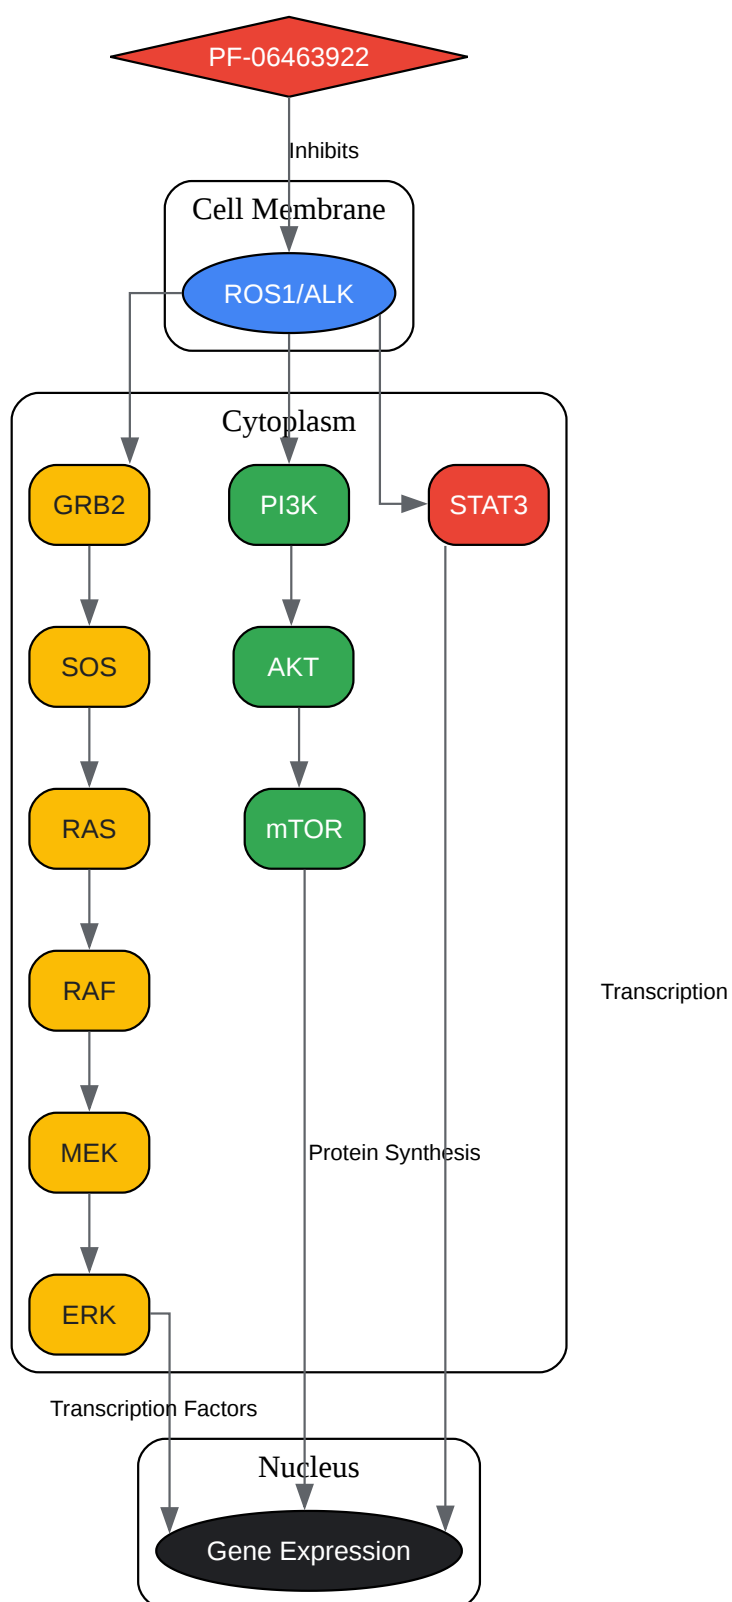 PF-06463922
Inhibits
Cell Membrane
ROS1/ALK
Cytoplasm
GRB2
PI3K
STAT3
SOS
AKT
RAS
mTOR
RAF
Transcription
MEK
Protein Synthesis
ERK
Transcription Factors
Nucleus
Gene Expression